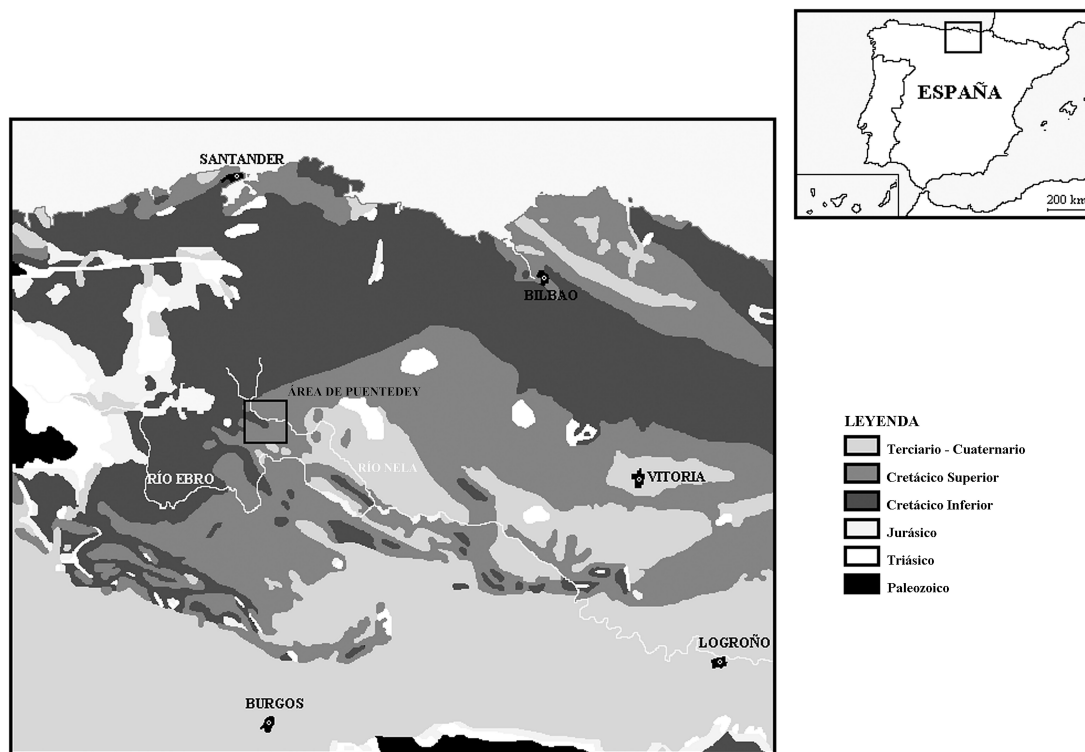 ESPAÑA
200 km
SANTANDER
BILBAO
ÁREA DE PUENTEDEY
RÍO EBRO
RÍO NELA
VITORIA
LOGROÑO
BURGOS
LEYENDA
Terciario - Cuaternario
Cretácico Superior
Cretácico Inferior
Jurásico
Triásico
Paleozoico